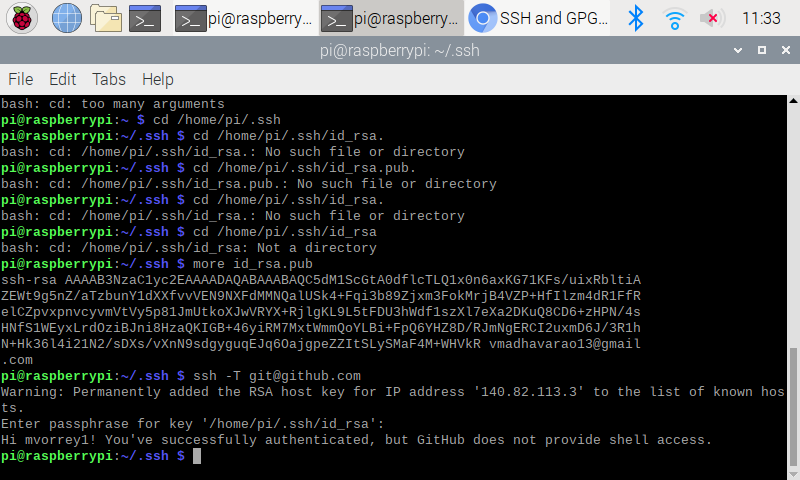 pi@raspberry...
pi@raspberry...
SSH and GPG...
11:33
pi@raspberrypi: ~/.ssh
File Edit Tabs Help
bash: cd: too many arguments
pi@raspberrypi:~ $ cd /home/pi/.ssh
pi@raspberrypi:~/.ssh $ cd /home/pi/.ssh/id_rsa.
bash: cd: /home/pi/.ssh/id_rsa.: No such file or directory
pi@raspberrypi:~/.ssh $ cd /home/pi/.ssh/id_rsa.pub.
bash: cd: /home/pi/.ssh/id_rsa.pub.: No such file or directory
pi@raspberrypi:~/.ssh $ cd /home/pi/.ssh/id_rsa.
bash: cd: /home/pi/.ssh/id_rsa.: No such file or directory
pi@raspberrypi:~/.ssh $ cd /home/pi/.ssh/id_rsa
bash: cd: /home/pi/.ssh/id_rsa: Not a directory
pi@raspberrypi:~/.ssh $ more id_rsa.pub
ssh-rsa AAAAB3NzaC1yc2EAAAADAQABAAABAQC5dM1ScGtA0dflcTLQ1x0n6axKG71KFs/uixRbltiA
ZEWt9g5nZ/aTzbunY1dXXfvvVEN9NXFdMMNQalUSk4+Fqi3b89Zjxm3FokMrjB4VZP+HfIlzm4dR1FfR
elCZpvxpnvcyvmVtVy5p81JmUtkoXJwVRYX+RjlgKL9L5tFDU3hWdf1szXl7eXa2DKuQ8CD6+zHPN/4s
HNfS1WEyxLrdOziBJni8HzaQKIGB+46yiRM7MxtWmmQoYLBi+FpQ6YHZ8D/RJmNgERCI2uxmD6J/3R1h
N+Hk36l4i21N2/sDXs/vXnN9sdgyguqEJq6OajgpeZZItSLySMaF4M+WHVkR vmadhavarao13@gmail
.com
pi@raspberrypi:~/.ssh $ ssh -T git@github.com
Warning: Permanently added the RSA host key for IP address '140.82.113.3' to the list of known hos
ts.
Enter passphrase for key '/home/pi/.ssh/id_rsa':
Hi mvorrey1! You've successfully authenticated, but GitHub does not provide shell access.
pi@raspberrypi:~/.ssh $